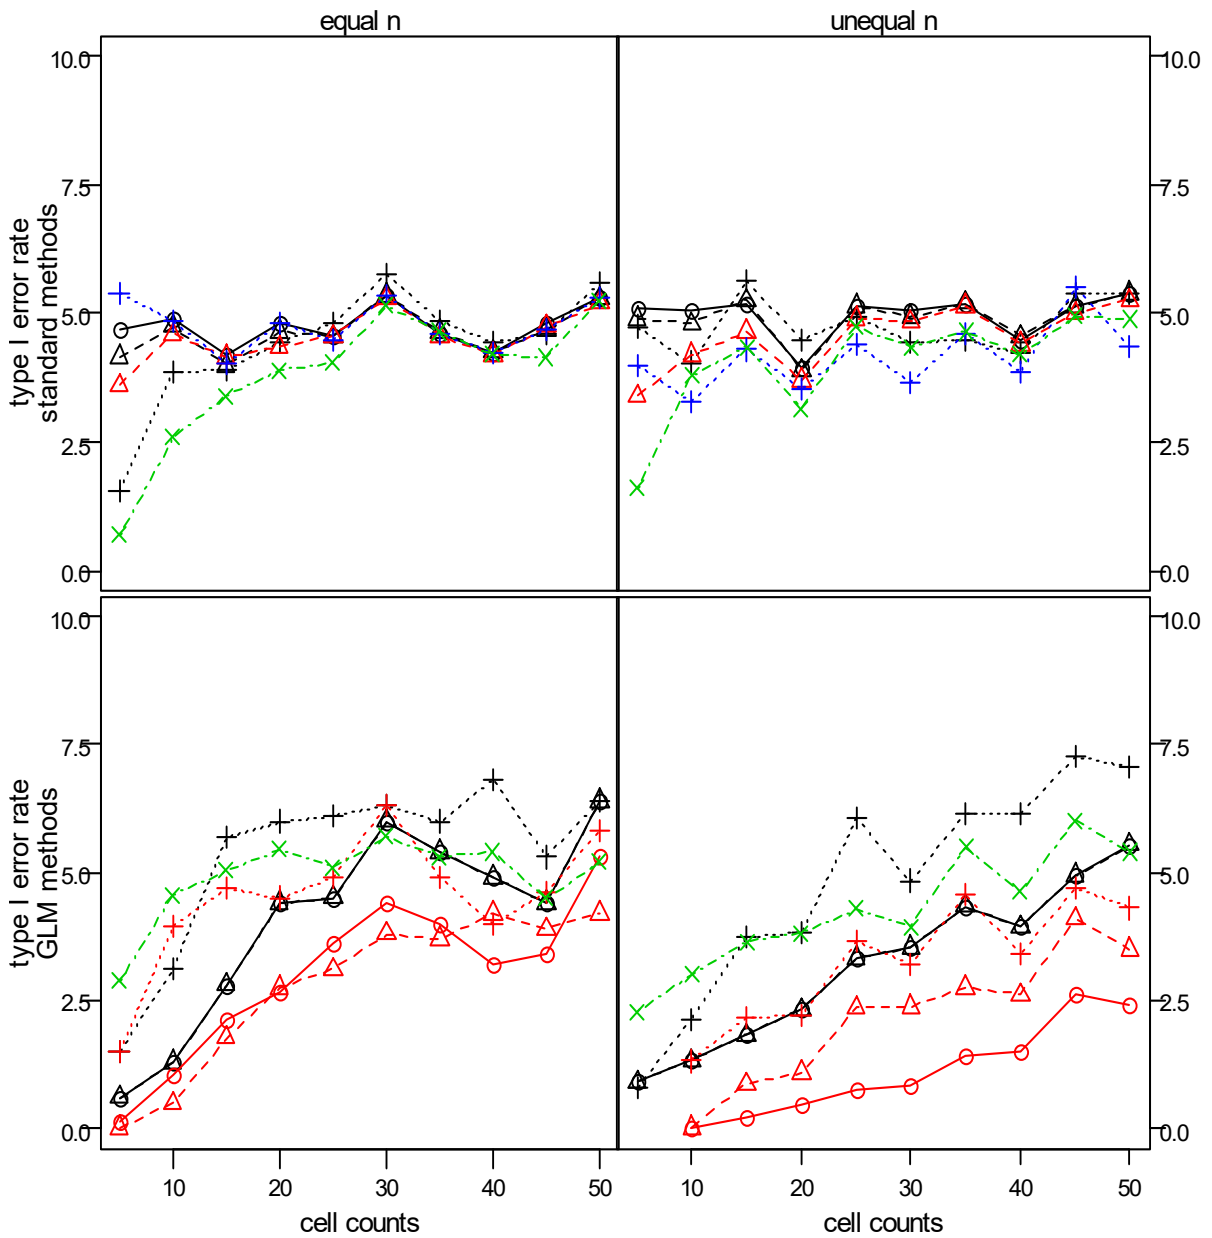 equal n unequal n
10.0 10.0
7.5 7.5
5.0 5.0
2.5 2.5
0.0 0.0
type I error rate
standard methods
10.0 10.0
7.5 7.5
5.0 5.0
2.5 2.5
0.0 0.0
type I error rate
GLM methods
10 20 30 40 50 10 20 30 40 50
cell counts cell counts